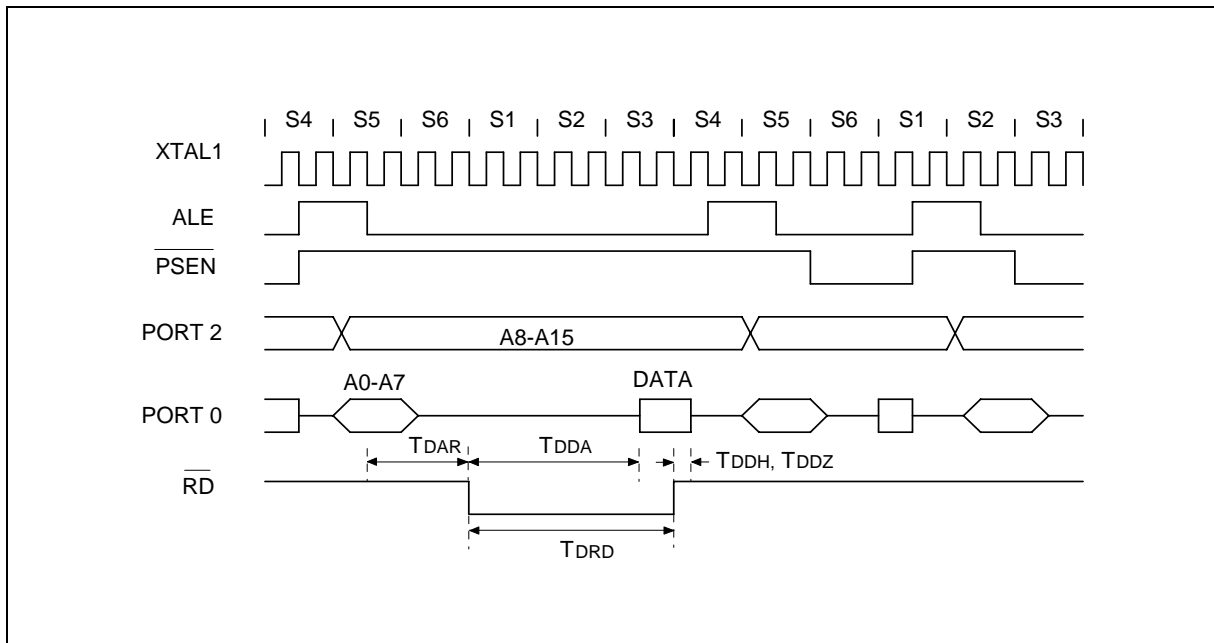 S4 S5 S6 S1 S2 S3 S4 S5 S6 S1 S2 S3
XTAL1
ALE
PSEN
PORT 2
A8-A15
A0-A7
DATA
PORT 0
TDAR
TDDA
TDDH, TDDZ
RD
TDRD